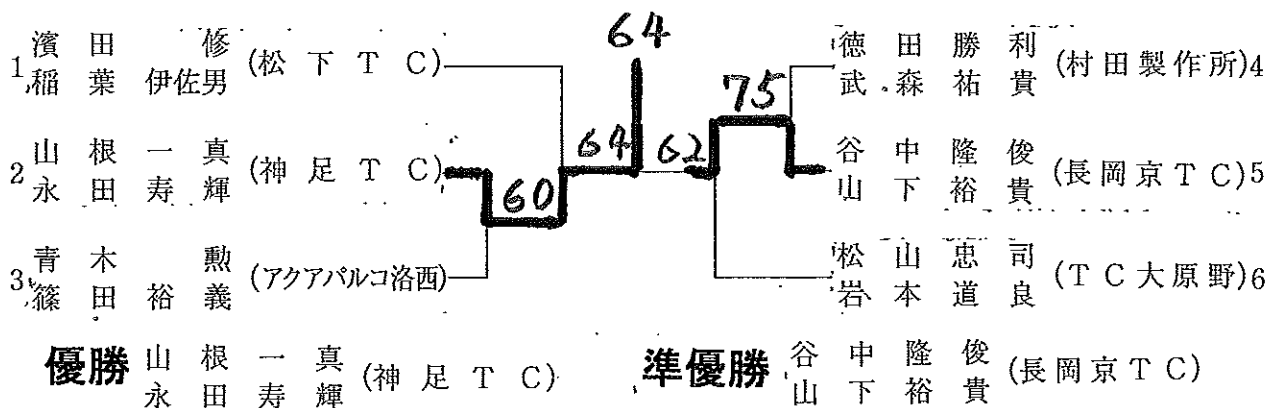 64
1 濱田 修 (松下TC) 徳田勝利 (村田製作所)4
稲葉伊佐男 武森祐貴
75
64 62
2 山根一真 (神足TC) 谷中隆俊 (長岡京TC)5
永田寿輝 山下裕貴
60
3 青木 勲 (アクアパルコ洛西) 松山忠司 (TC大原野)6
篠田裕義 岩本道良
優勝 山根一真 (神足TC) 準優勝 谷中隆俊 (長岡京TC)
永田寿輝 山下裕貴